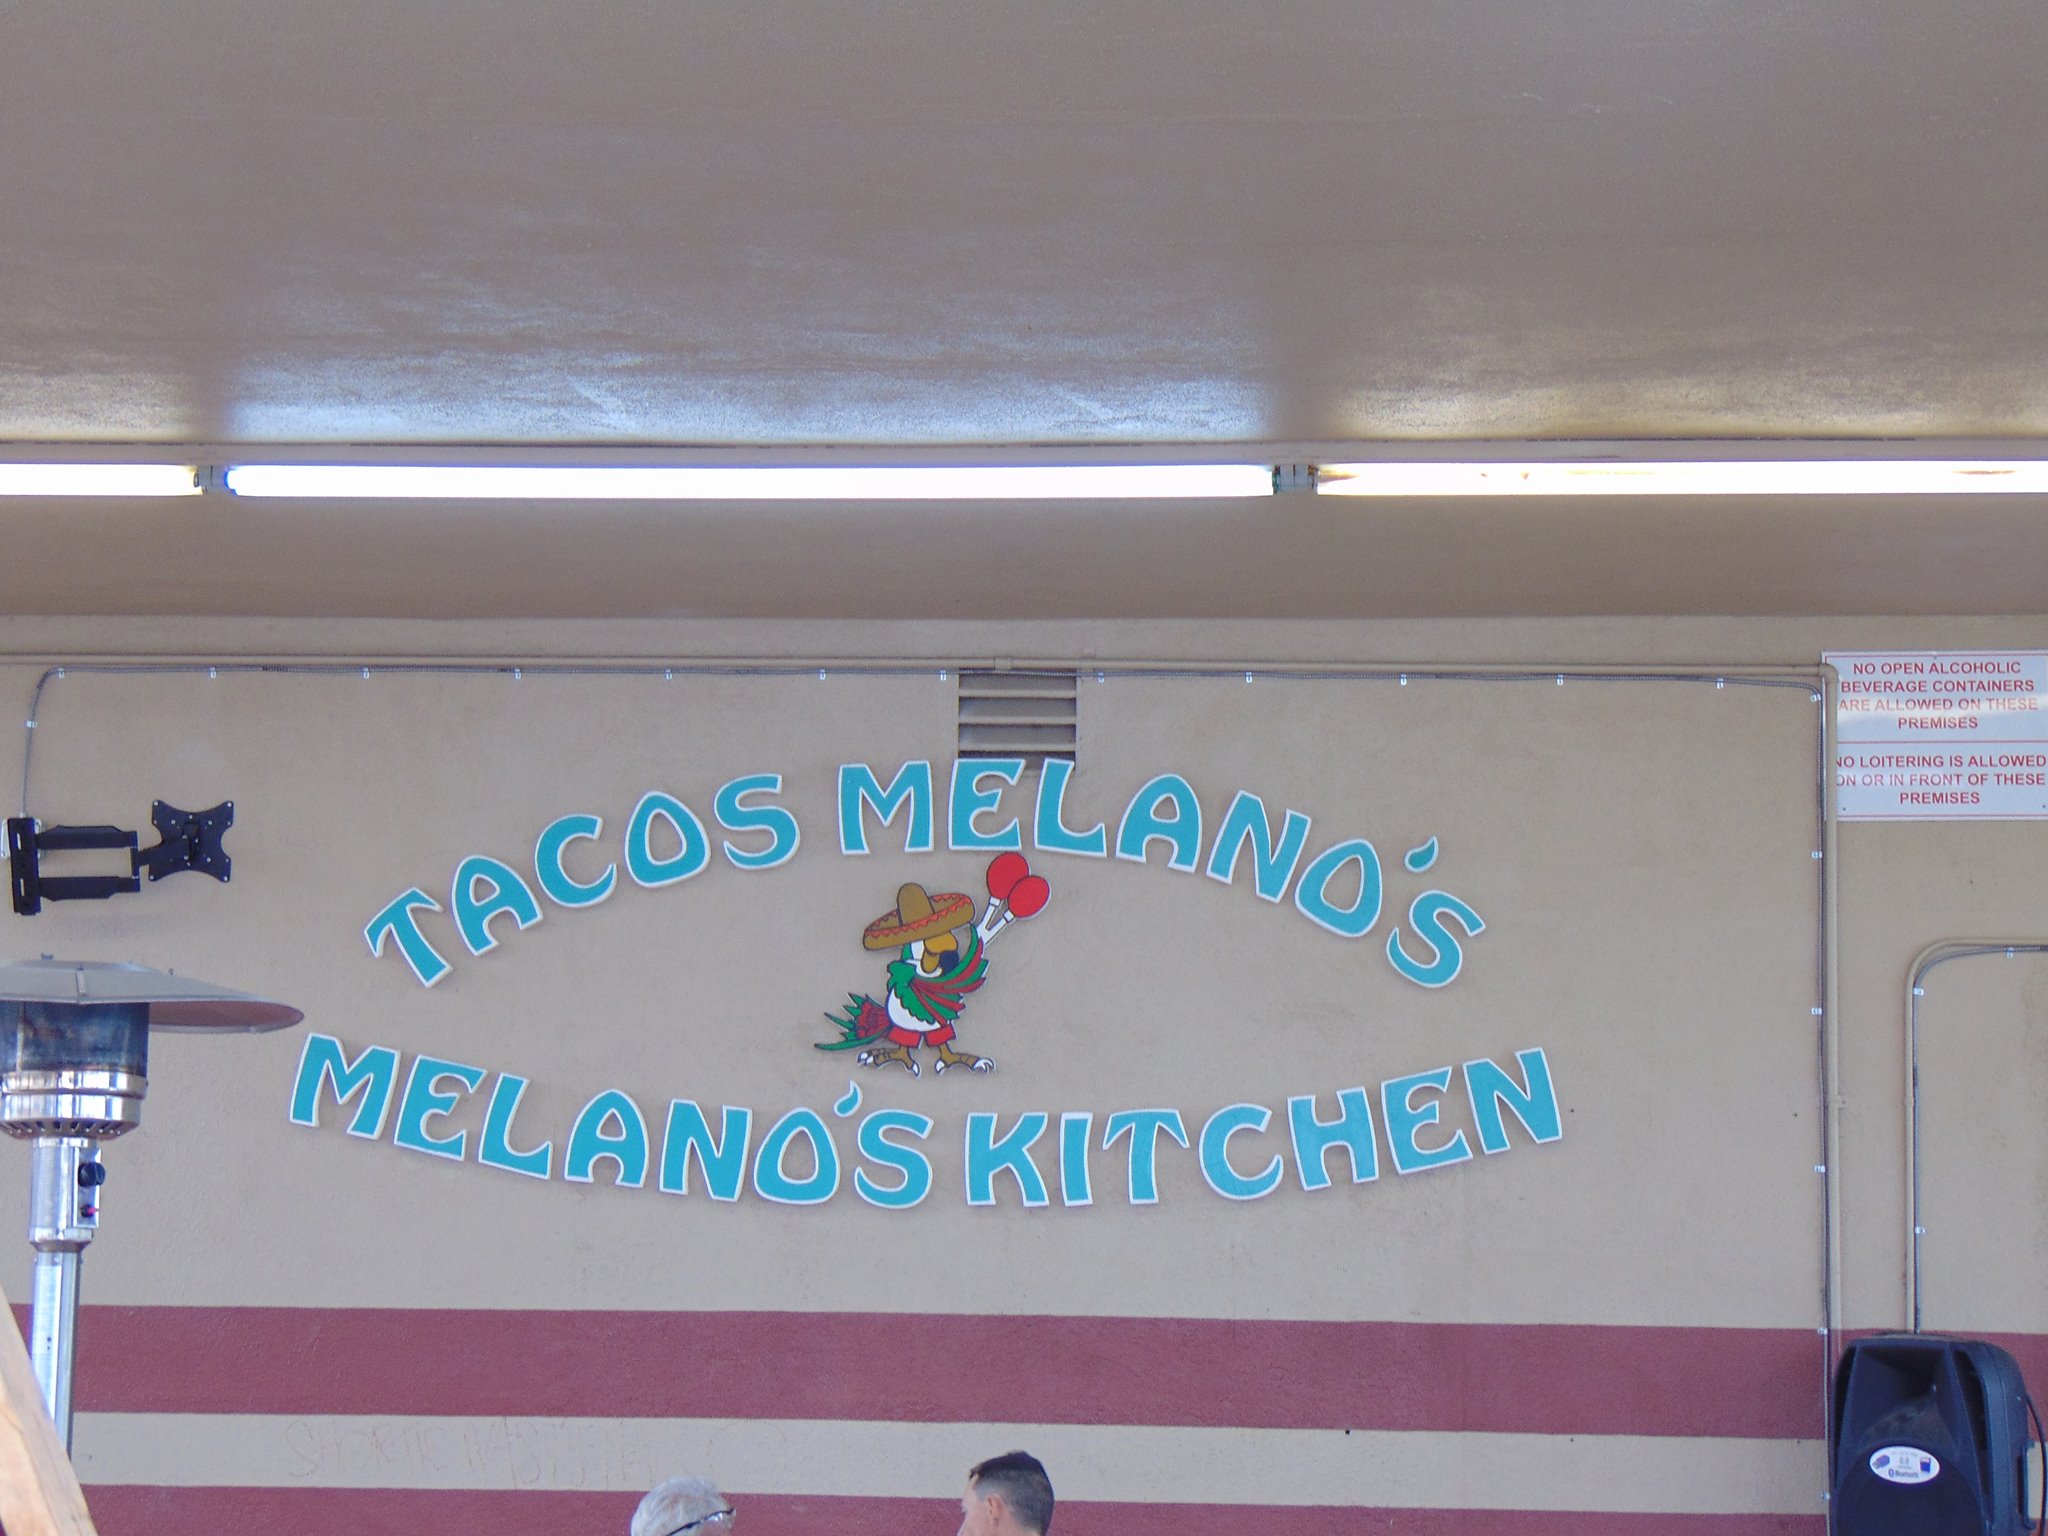 TACOS MELANO'S
MELANO'S KITCHEN
NO OPEN ALCOHOLIC
BEVERAGE CONTAINERS
ARE ALLOWED ON THESE
PREMISES
NO LOITERING IS ALLOWED
ON OR IN FRONT OF THESE
PREMISES
Bluetooth